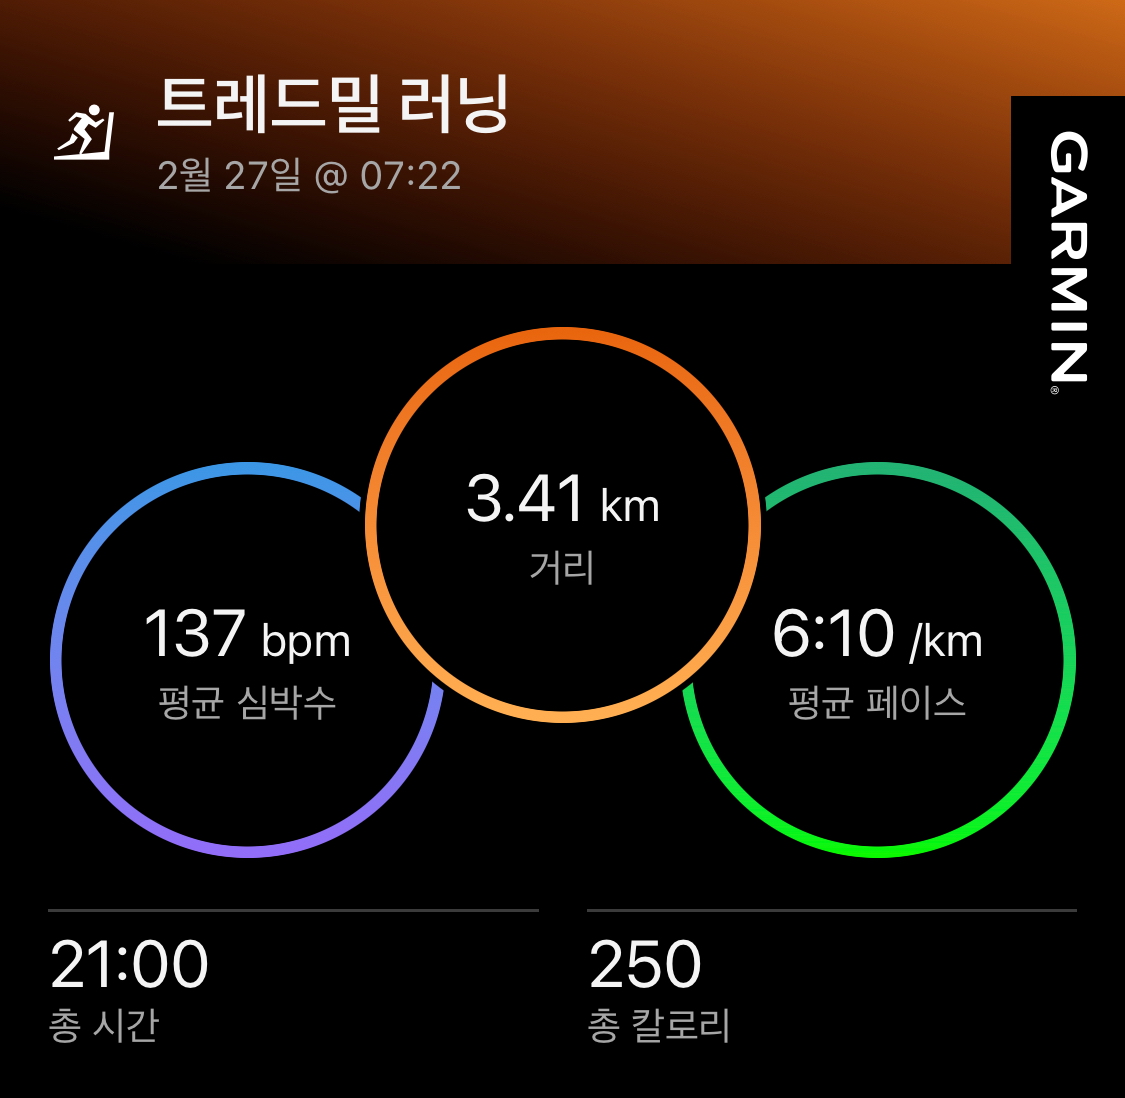 트레드밀 러닝
2월 27일 @ 07:22
GARMIN®
3.41 km
거리
137 bpm
평균 심박수
6:10 /km
평균 페이스
21:00
총 시간
250
총 칼로리